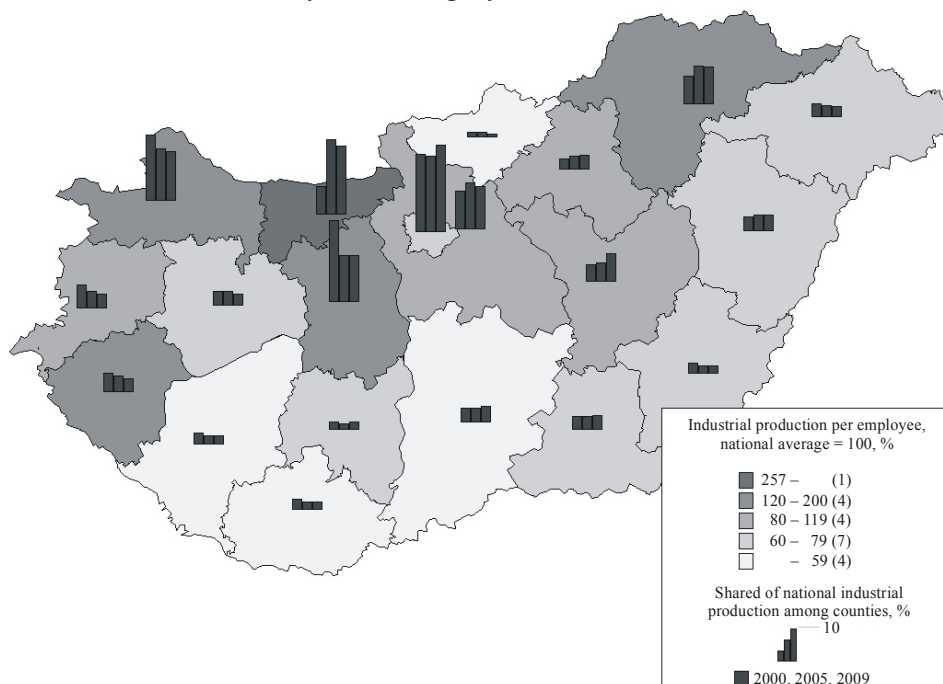 Industrial production per employee,
national average = 100, %
257 – (1)
120 – 200 (4)
80 – 119 (4)
60 – 79 (7)
– 59 (4)
Shared of national industrial
production among counties, %
10
2000, 2005, 2009